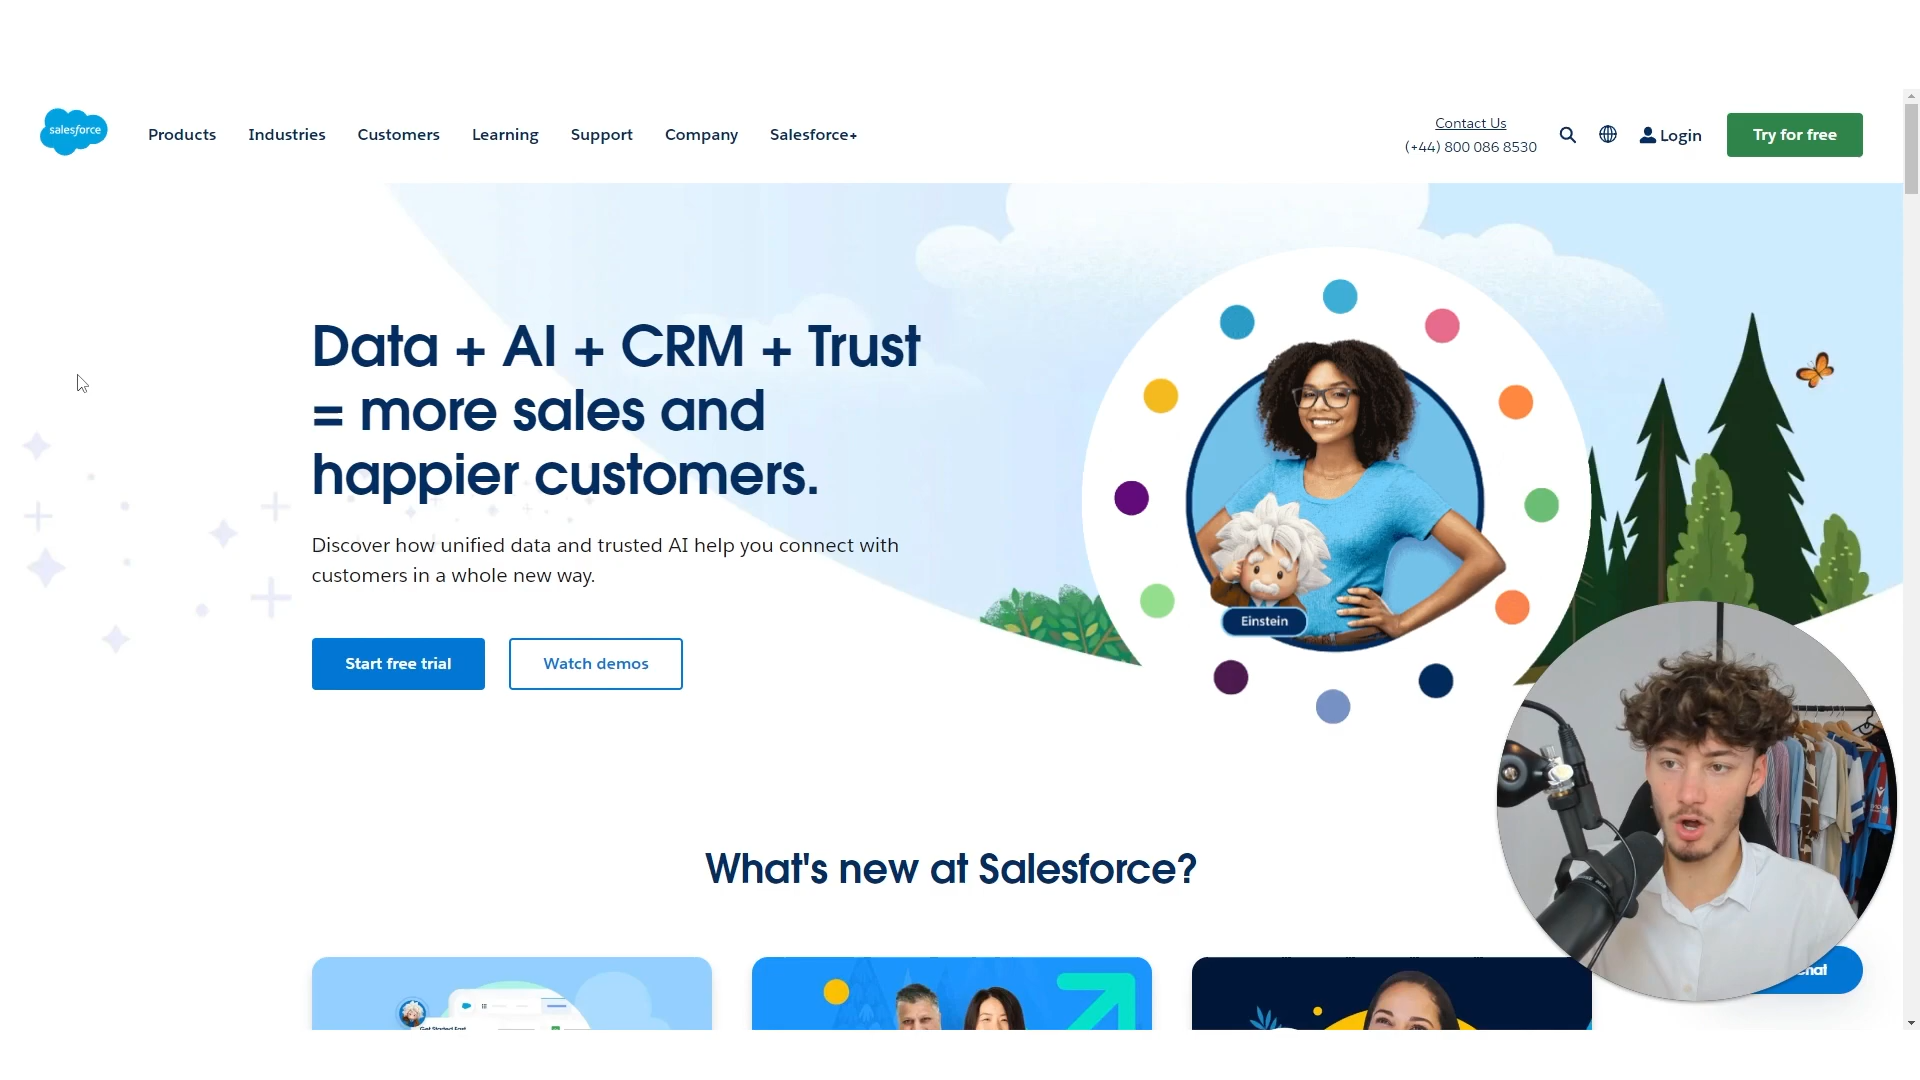 salesforce
Products
Industries
Customers
Learning
Support
Company
Salesforce+
Contact Us
(+44) 800 086 8530
Login
Try for free
Data + AI + CRM + Trust
= more sales and
happier customers.
Discover how unified data and trusted AI help you connect with
customers in a whole new way.
Einstein
Start free trial
Watch demos
What's new at Salesforce?